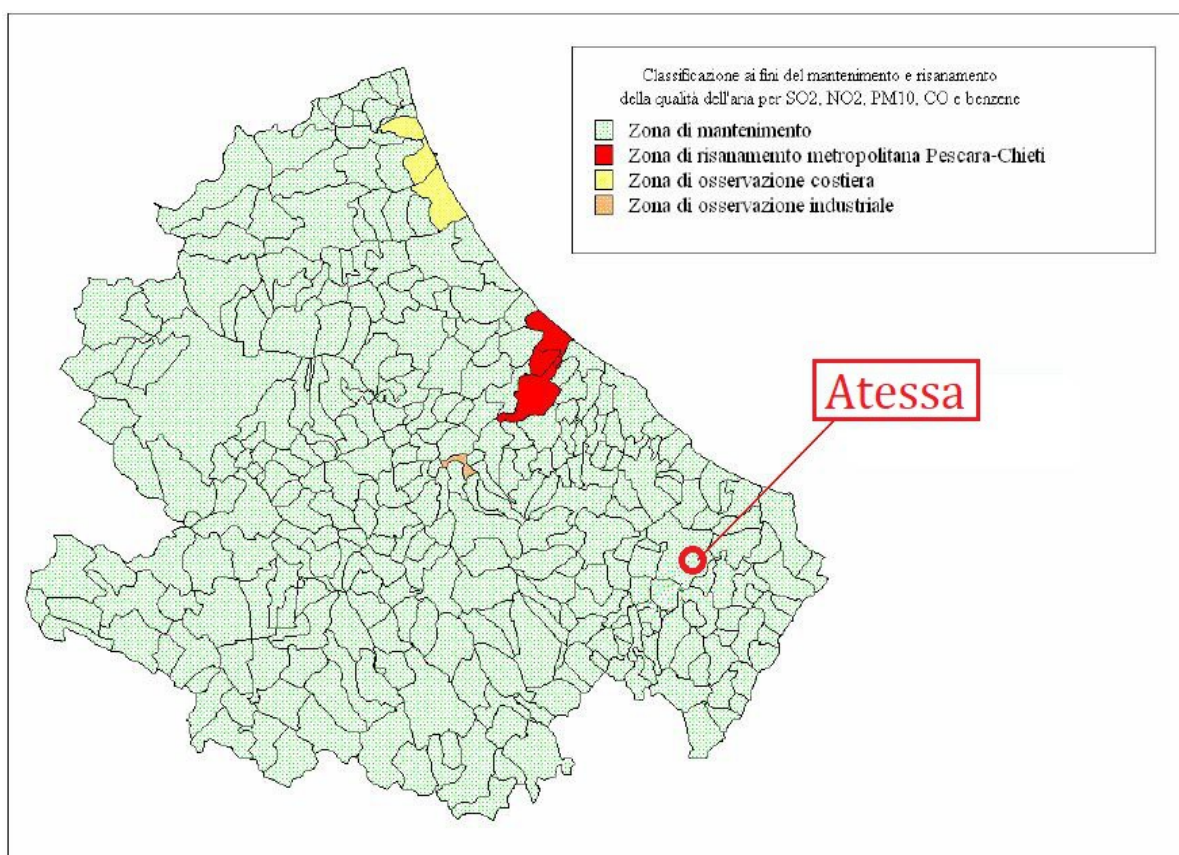 Classificazione ai fini del mantenimento e risanamento
della qualità dell'aria per SO2, NO2, PM10, CO e benzene
Zona di mantenimento
Zona di risanamemto metropolitana Pescara-Chieti
Zona di osservazione costiera
Zona di osservazione industriale
Atessa